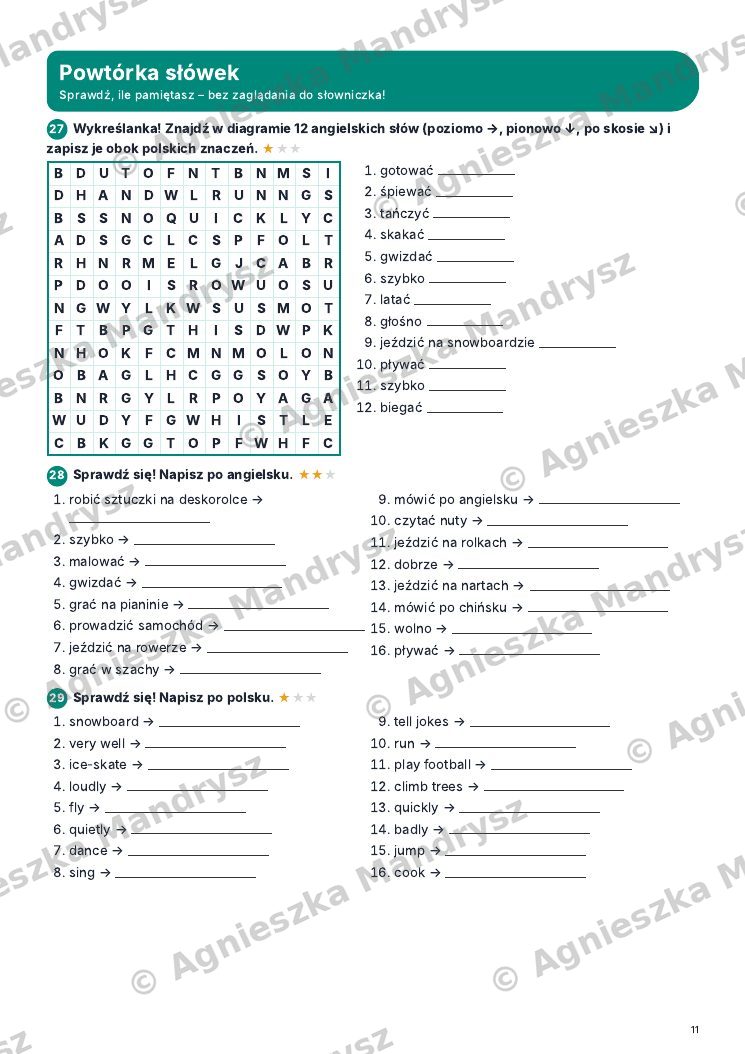 Powtórka słówek
Sprawdź, ile pamiętasz – bez zaglądania do słowniczka!
27 Wykreślanka! Znajdź w diagramie 12 angielskich słów (poziomo →, pionowo ↓, po skosie ↘) i
zapisz je obok polskich znaczeń. ★★★
B D U T O F N T B N M S I
D H A N D W L R U N N G S
B S S N O Q U I C K L Y C
A D S G C L C S P F O L T
R H N R M E L G J C A B R
P D O O I S R O W U O S U
N G W Y L K W S U S M O T
F T B P G T H I S D W P K
N H O K F C M N M O L O N
O B A G L H C G G S O Y B
B N R G Y L R P O Y A G A
W U D Y F G W H I S T L E
C B K G G T O P F W H F C
1. gotować
2. śpiewać
3. tańczyć
4. skakać
5. gwizdać
6. szybko
7. latać
8. głośno
9. jeździć na snowboardzie
10. pływać
11. szybko
12. biegać
28 Sprawdź się! Napisz po angielsku. ★★★
1. robić sztuczki na deskorolce →
2. szybko →
3. malować →
4. gwizdać →
5. grać na pianinie →
6. prowadzić samochód →
7. jeździć na rowerze →
8. grać w szachy →
9. mówić po angielsku →
10. czytać nuty →
11. jeździć na rolkach →
12. dobrze →
13. jeździć na nartach →
14. mówić po chińsku →
15. wolno →
16. pływać →
29 Sprawdź się! Napisz po polsku. ★★★
1. snowboard →
2. very well →
3. ice-skate →
4. loudly →
5. fly →
6. quietly →
7. dance →
8. sing →
9. tell jokes →
10. run →
11. play football →
12. climb trees →
13. quickly →
14. badly →
15. jump →
16. cook →
© Agnieszka Mandrysz
11